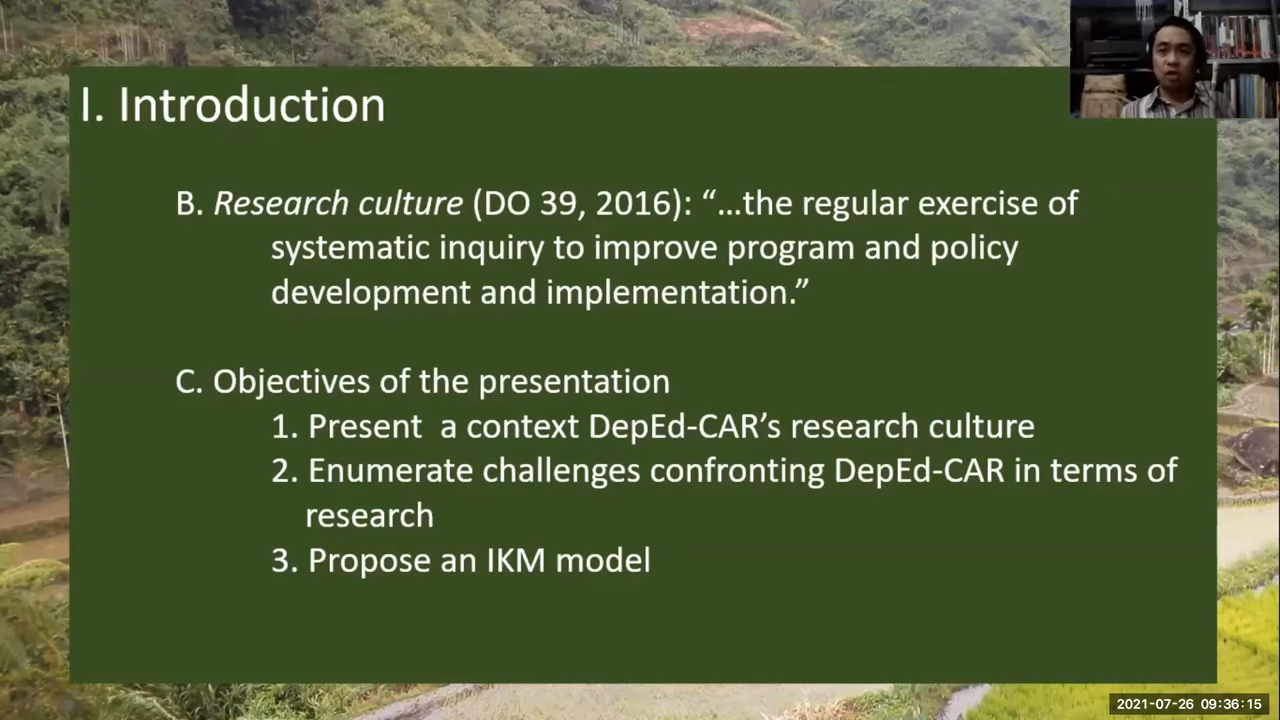 I. Introduction
B. Research culture (DO 39, 2016): “…the regular exercise of
systematic inquiry to improve program and policy
development and implementation.”
C. Objectives of the presentation
1. Present  a context DepEd-CAR’s research culture
2. Enumerate challenges confronting DepEd-CAR in terms of
research
3. Propose an IKM model
2021-07-26 09:36:15